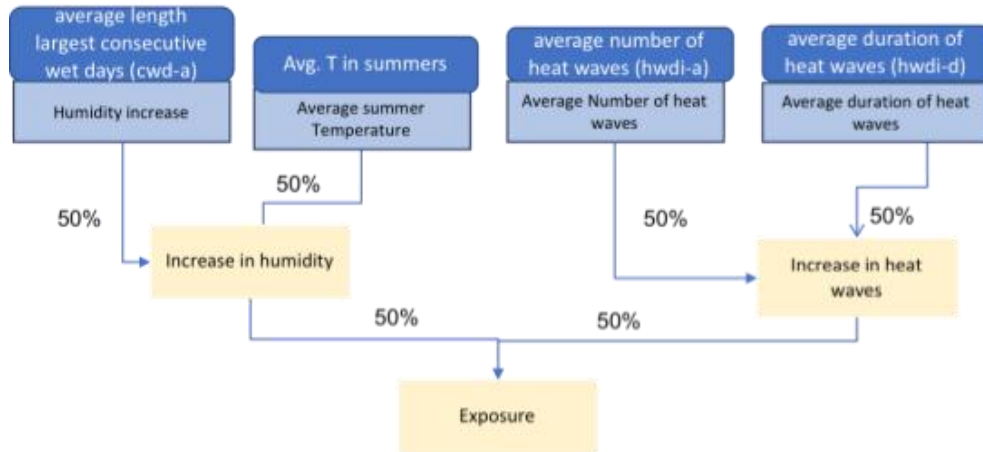 average length
largest consecutive
wet days (cwd-a)
Humidity increase
Avg. T in summers
Average summer
Temperature
average number of
heat waves (hwdi-a)
Average Number of heat
waves
average duration of
heat waves (hwdi-d)
Average duration of heat
waves
50%
50%
50%
50%
Increase in humidity
Increase in heat
waves
50%
50%
Exposure